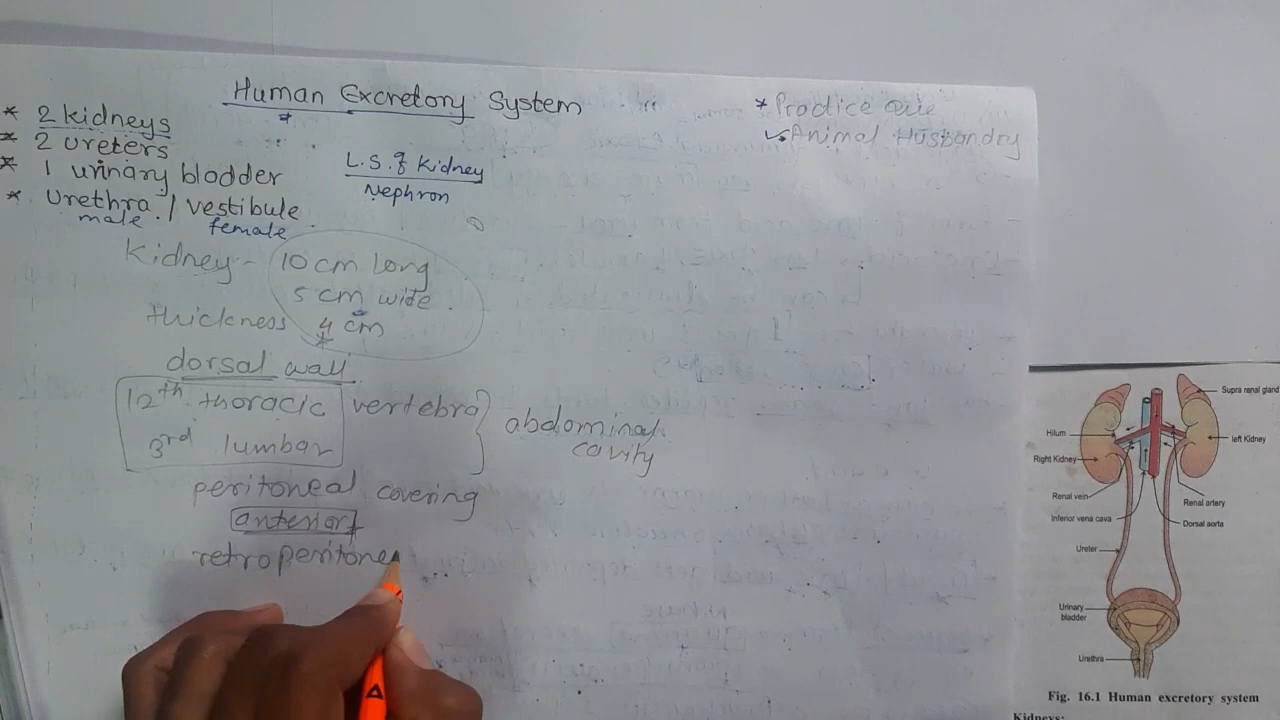 Human Excretory System
* 2 kidneys
* 2 ureters
* 1 urinary bladder
* Urethra / vestibule
male female
L.S. of kidney
Nephron
* Practice Que
Animal Husbandry
Kidney - 10 cm long
5 cm wide
thickness 4 cm
dorsal wall
12th thoracic vertebra
3rd lumbar
abdominal
cavity
peritoneal covering
anterior
retroperitone
Supra renal gland
Hilum
left Kidney
Right Kidney
Renal vein
Renal artery
Inferior vena cava
Dorsal aorta
Ureter
Urinary
bladder
Urethra
Fig. 16.1 Human excretory system
Kidneys: